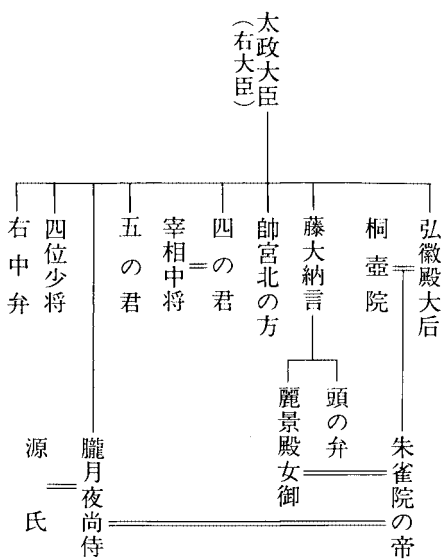 太政大臣
(右大臣)
弘徽殿大后
桐壺院
藤大納言
帥宮北の方
四の君
宰相中将
五の君
四位少将
右中弁
朱雀院の帝
頭の弁
麗景殿女御
朧月夜尚侍
源氏